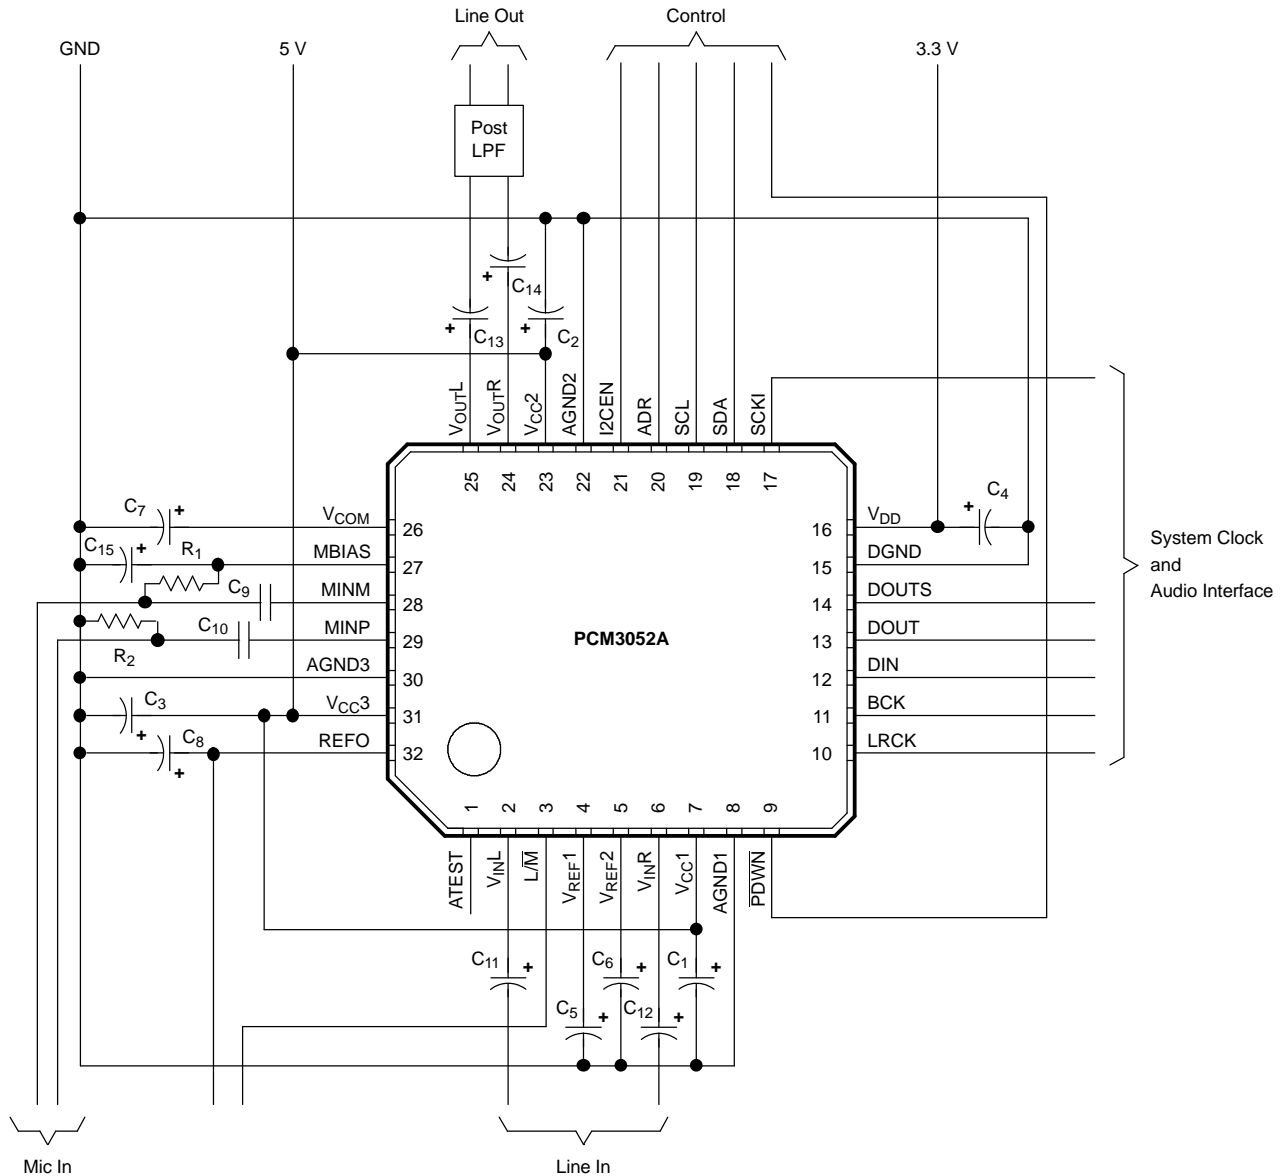 Line Out
Control
GND
5 V
3.3 V
Post
LPF
+
C14
+
C13
+
C2
VOUTL
VOUTR
VCC2
AGND2
I2CEN
ADR
SCL
SDA
SCKI
25
24
23
22
21
20
19
18
17
C7
+
VCOM
26
C15
+
R1
MBIAS
27
C9
MINM
28
C10
MINP
29
R2
AGND3
30
C3
+
VCC3
31
C8
+
REFO
32
PCM3052A
16
VDD
+
C4
15
DGND
14
DOUTS
13
DOUT
12
DIN
11
BCK
10
LRCK
System Clock
and
Audio Interface
1
2
3
4
5
6
7
8
9
ATEST
VINL
L/M
VREF1
VREF2
VINR
VCC1
AGND1
PDWN
C11
+
C6
+
C1
+
C5
+
C12
+
Mic In
Line In